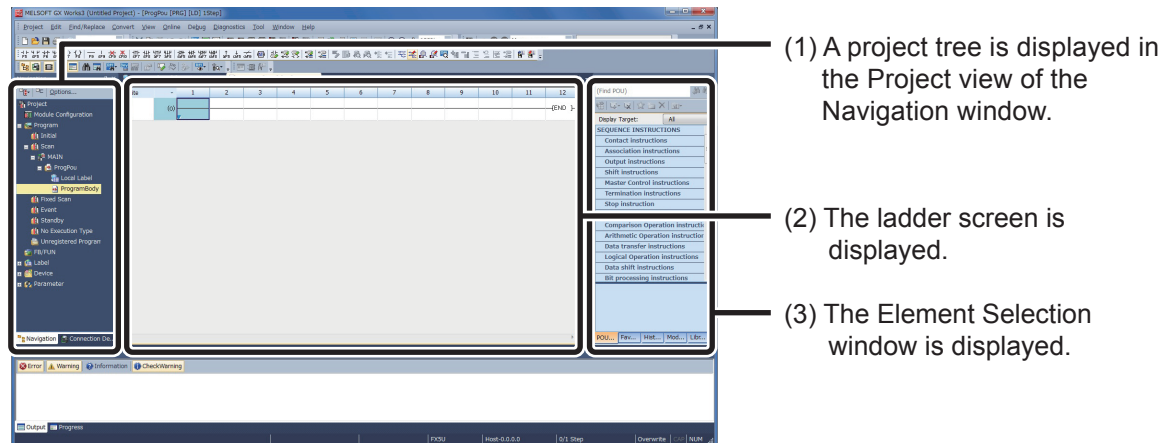 MELSOFT GX Works3 (Untitled Project) - [ProgPou [PRG] [LD] 1Step]
Project Edit Find/Replace Convert View Online Debug Diagnostics Tool Window Help
Options...
Project
Module Configuration
Program
Initial
Scan
MAIN
ProgPou
Local Label
ProgramBody
Fixed Scan
Event
Standby
No Execution Type
Unregistered Program
FB/FUN
Label
Device
Parameter
Navigation Connection De...
1 2 3 4 5 6 7 8 9 10 11 12
(0) [END ]
(Find POU)
Display Target: All
SEQUENCE INSTRUCTIONS
Contact instructions
Association instructions
Output instructions
Shift instructions
Master Control instructions
Termination instructions
Stop instruction
Comparison Operation instructic
Arithmetic Operation instruction
Data transfer instructions
Logical Operation instructions
Data shift instructions
Bit processing instructions
POU... Fav... Hist... Mod... Libr...
Error Warning Information CheckWarning
Output Progress
FX5U Host-0.0.0.0 0/1 Step Overwrite CAP NUM
(1) A project tree is displayed in
the Project view of the
Navigation window.
(2) The ladder screen is
displayed.
(3) The Element Selection
window is displayed.